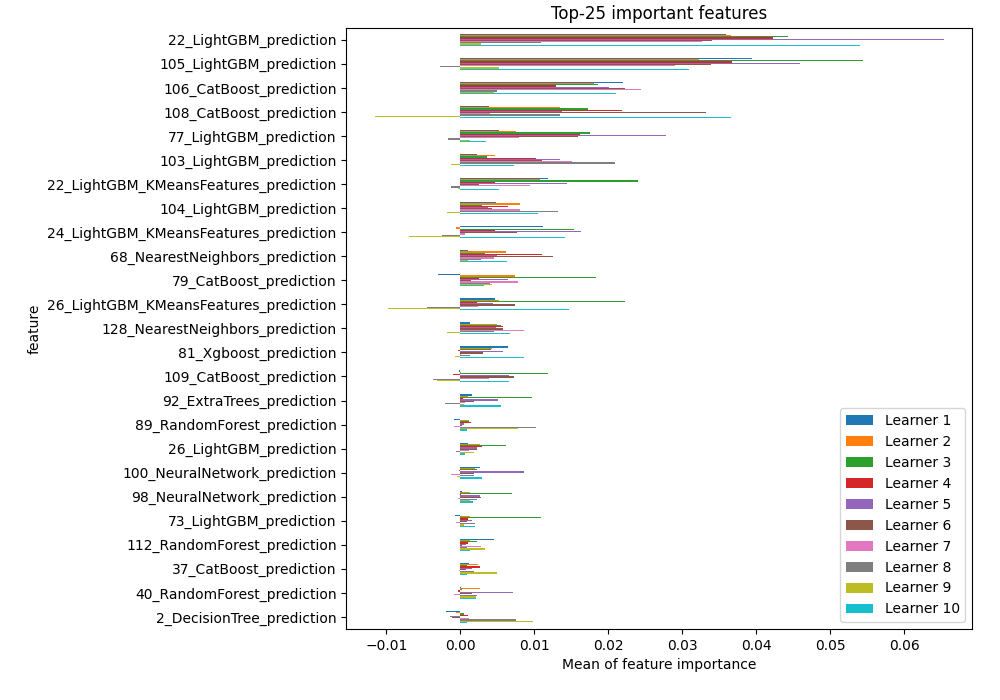 Top-25 important features
22_LightGBM_prediction
105_LightGBM_prediction
106_CatBoost_prediction
108_CatBoost_prediction
77_LightGBM_prediction
103_LightGBM_prediction
22_LightGBM_KMeansFeatures_prediction
104_LightGBM_prediction
24_LightGBM_KMeansFeatures_prediction
68_NearestNeighbors_prediction
79_CatBoost_prediction
26_LightGBM_KMeansFeatures_prediction
128_NearestNeighbors_prediction
81_Xgboost_prediction
109_CatBoost_prediction
92_ExtraTrees_prediction
89_RandomForest_prediction
26_LightGBM_prediction
100_NeuralNetwork_prediction
98_NeuralNetwork_prediction
73_LightGBM_prediction
112_RandomForest_prediction
37_CatBoost_prediction
40_RandomForest_prediction
2_DecisionTree_prediction
feature
Learner 1
Learner 2
Learner 3
Learner 4
Learner 5
Learner 6
Learner 7
Learner 8
Learner 9
Learner 10
−0.01 0.00 0.01 0.02 0.03 0.04 0.05 0.06
Mean of feature importance